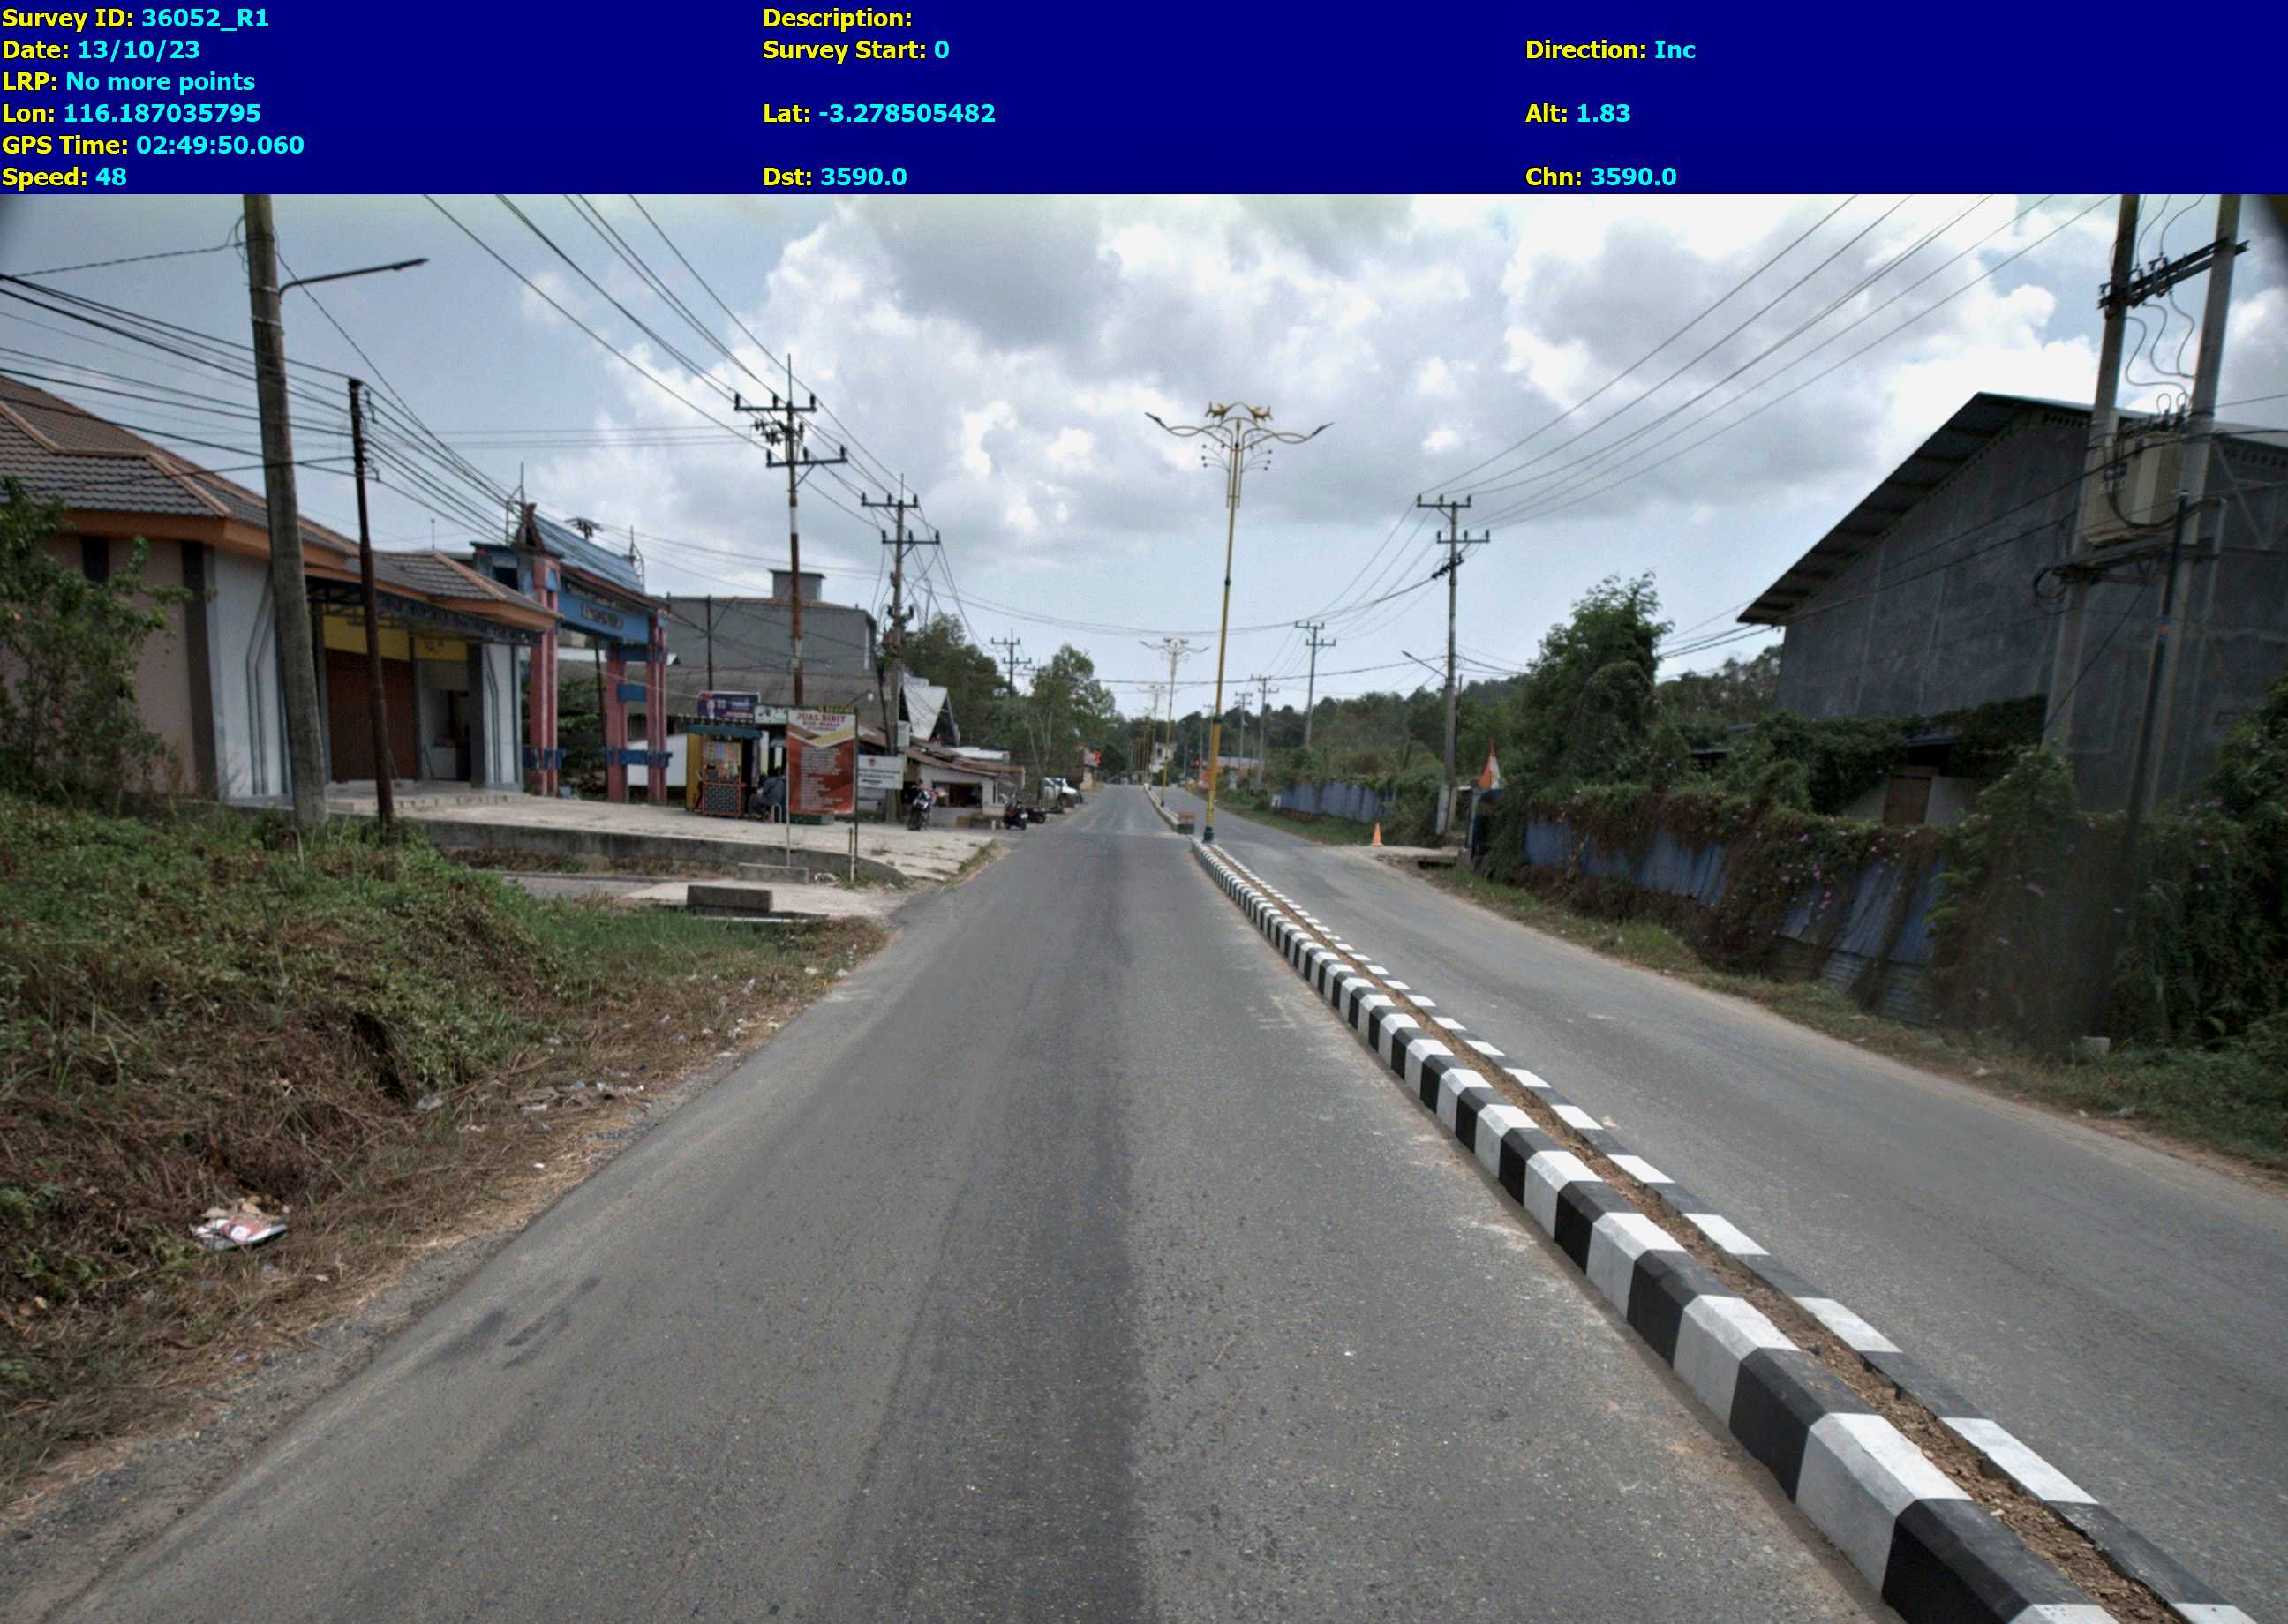 Survey ID: 36052_R1
Description:
Date: 13/10/23
Survey Start: 0
Direction: Inc
LRP: No more points
Lon: 116.187035795
Lat: -3.278505482
Alt: 1.83
GPS Time: 02:49:50.060
Speed: 48
Dst: 3590.0
Chn: 3590.0
JUAL BIBIT